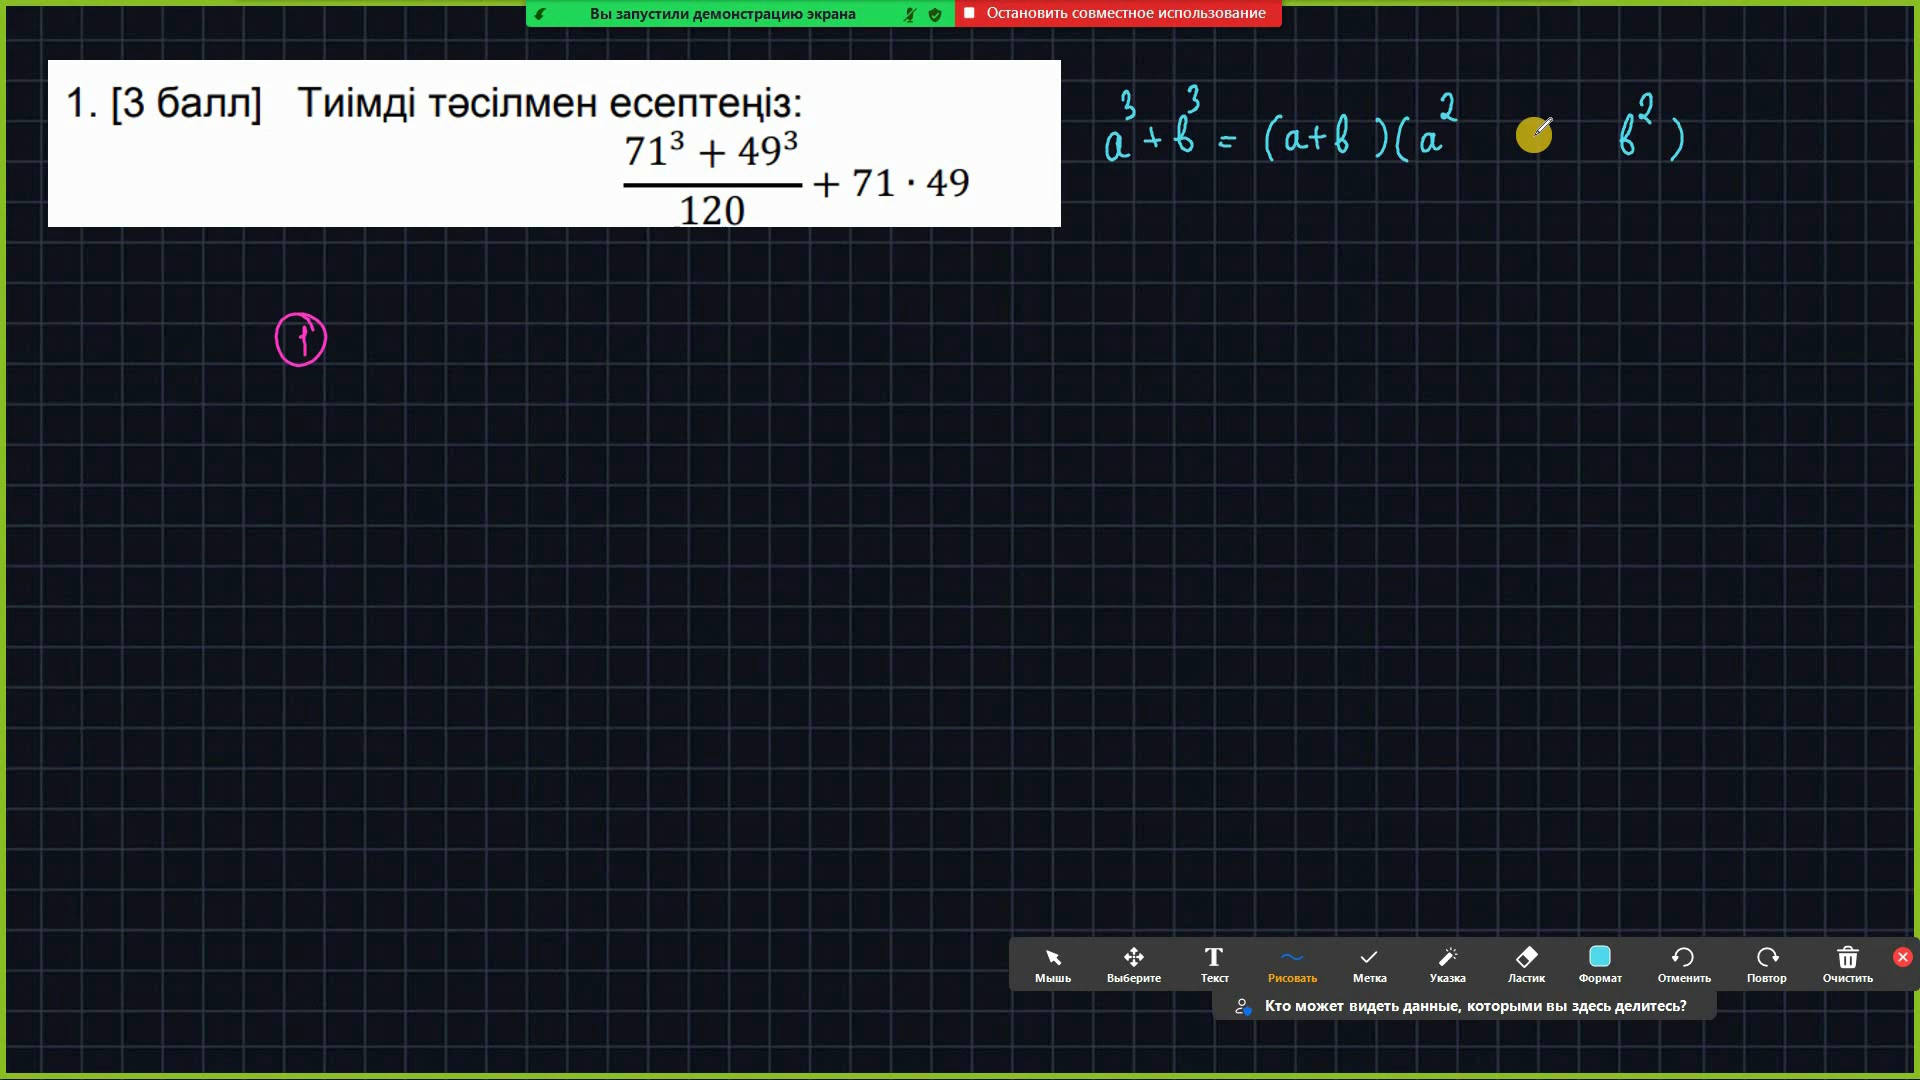 Вы запустили демонстрацию экрана
Остановить совместное использование
1. [3 балл] Тиімді тәсілмен есептеңіз:
71³ + 49³
120
+ 71 · 49
a³ + b³ = (a+b)(a² b²)
1
Мышь Выберите Текст Рисовать Метка Указка Ластик Формат Отменить Повтор Очистить
Кто может видеть данные, которыми вы здесь делитесь?